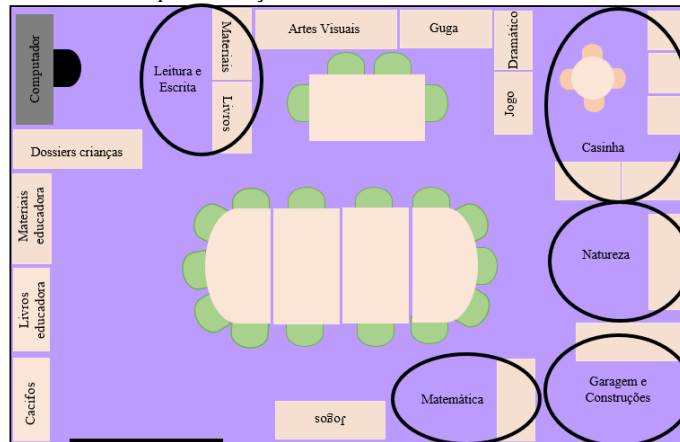 Computador
Leitura e
Escrita
Materiais
Livros
Artes Visuais
Guga
Dramático
Jogo
Casinha
Dossiers crianças
Materiais
educadora
Natureza
Livros
educadora
Cacifos
Jogos
Matemática
Garagem e
Construções